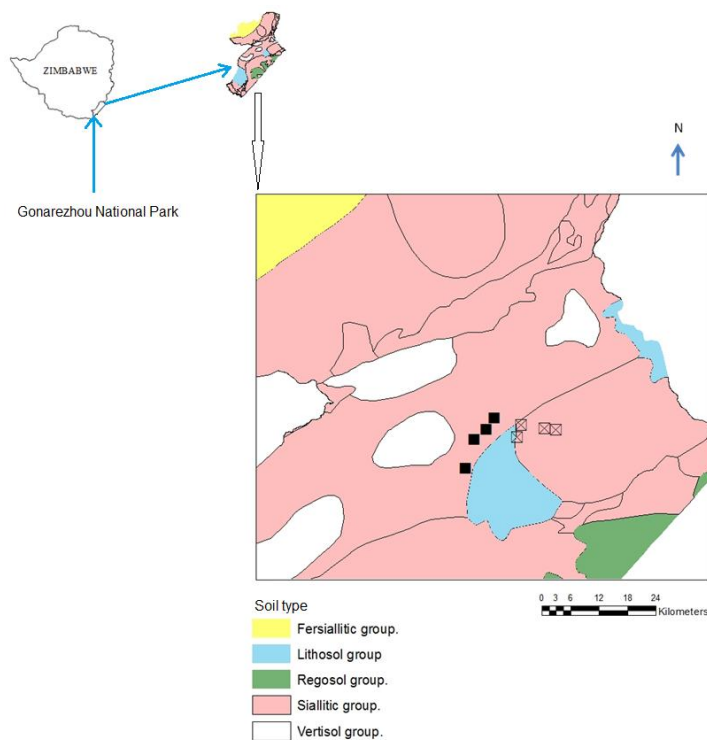 ZIMBABWE
N
Gonarezhou National Park
0 3 6 12 18 24
Kilometers
Soil type
Fersiallitic group.
Lithosol group
Regosol group.
Siallitic group.
Vertisol group.